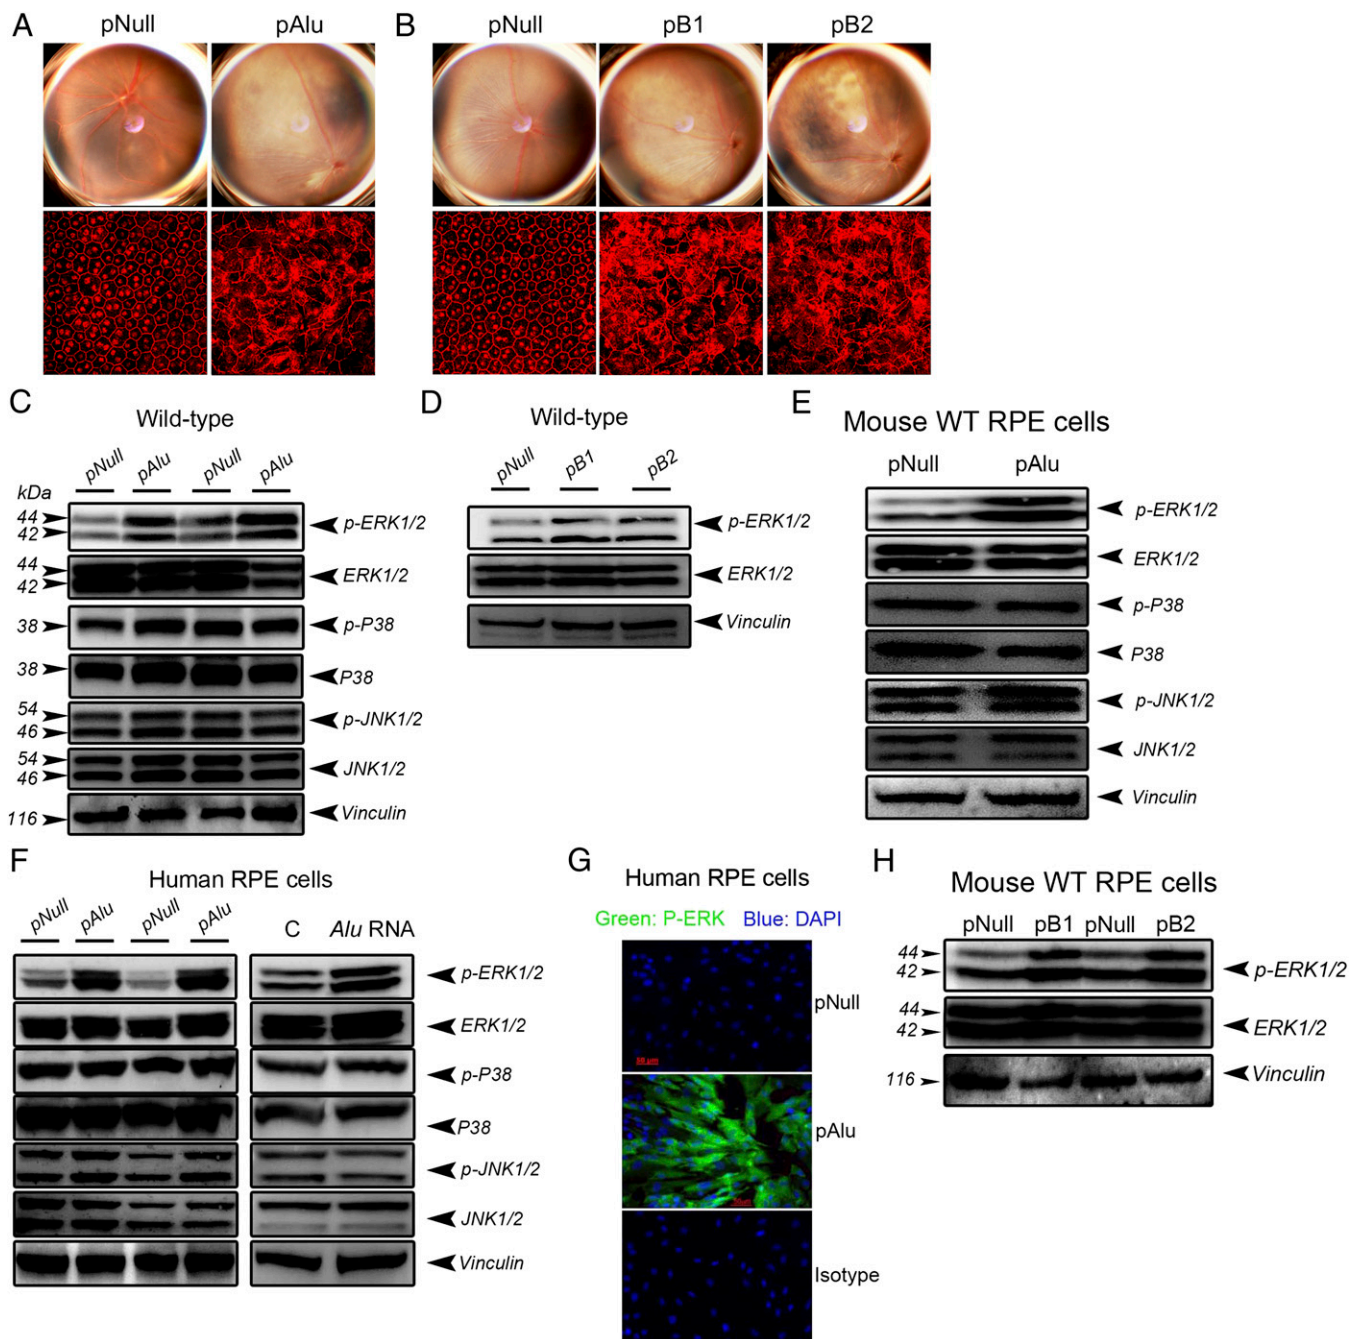 A
pNull
pAlu
B
pNull
pB1
pB2
C
Wild-type
pNull
pAlu
pNull
pAlu
kDa
44
42
p-ERK1/2
44
42
ERK1/2
38
p-P38
38
P38
54
46
p-JNK1/2
54
46
JNK1/2
116
Vinculin
D
Wild-type
pNull
pB1
pB2
p-ERK1/2
ERK1/2
Vinculin
E
Mouse WT RPE cells
pNull
pAlu
p-ERK1/2
ERK1/2
p-P38
P38
p-JNK1/2
JNK1/2
Vinculin
F
Human RPE cells
pNull
pAlu
pNull
pAlu
C
Alu RNA
p-ERK1/2
ERK1/2
p-P38
P38
p-JNK1/2
JNK1/2
Vinculin
G
Human RPE cells
Green: P-ERK Blue: DAPI
pNull
50 µm
pAlu
Isotype
H
Mouse WT RPE cells
pNull
pB1
pNull
pB2
44
42
p-ERK1/2
44
42
ERK1/2
116
Vinculin